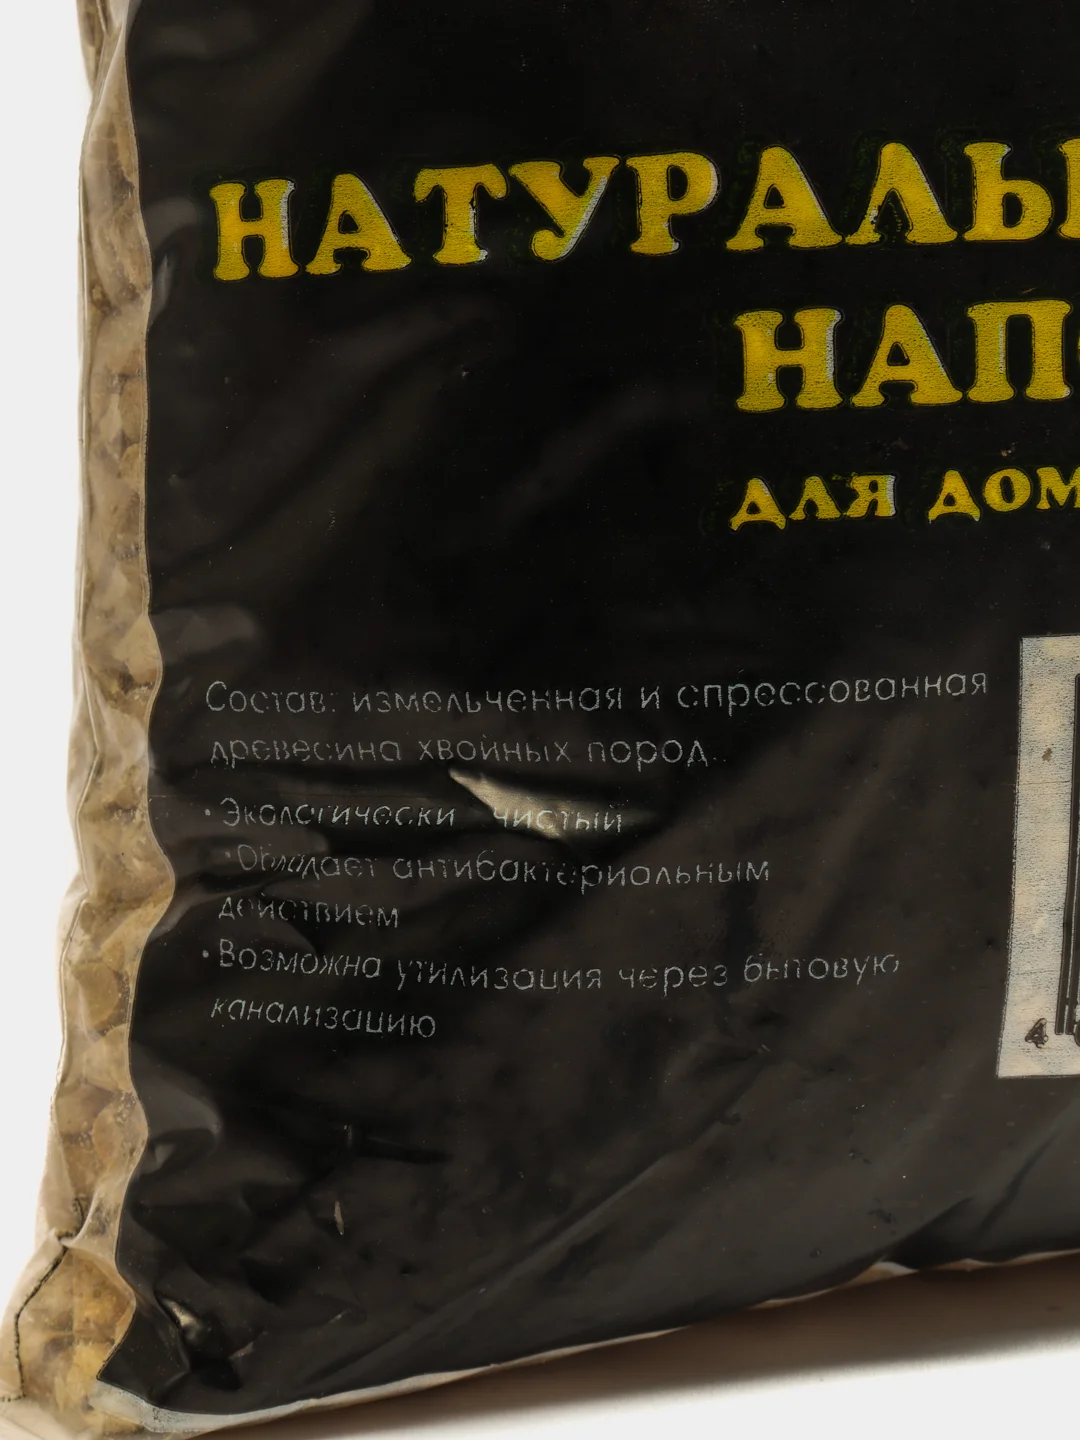 НАТУРАЛЬ
НАП
ДЛЯ ДОМ
Состав: измельченная и спрессованная
древесина хвойных пород.
• Экологически чистый
• Обладает антибактериальным
действием
• Возможна утилизация через бытовую
канализацию
4